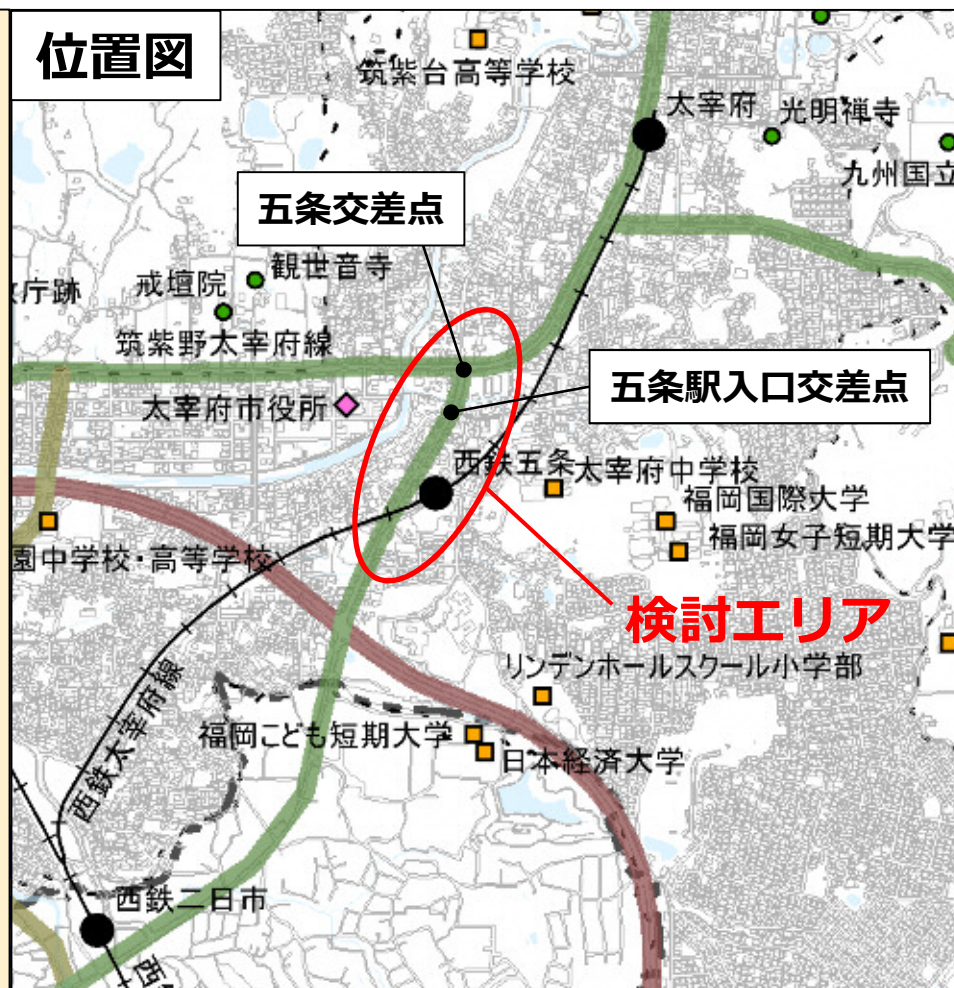 位置図
筑紫台高等学校
太宰府
光明禅寺
九州国立
五条交差点
観世音寺
戒壇院
庁跡
筑紫野太宰府線
五条駅入口交差点
太宰府市役所
西鉄五条
太宰府中学校
福岡国際大学
福岡女子短期大学
園中学校・高等学校
検討エリア
リンデンホールスクール小学部
西鉄太宰府線
福岡こども短期大学
日本経済大学
西鉄二日市
西